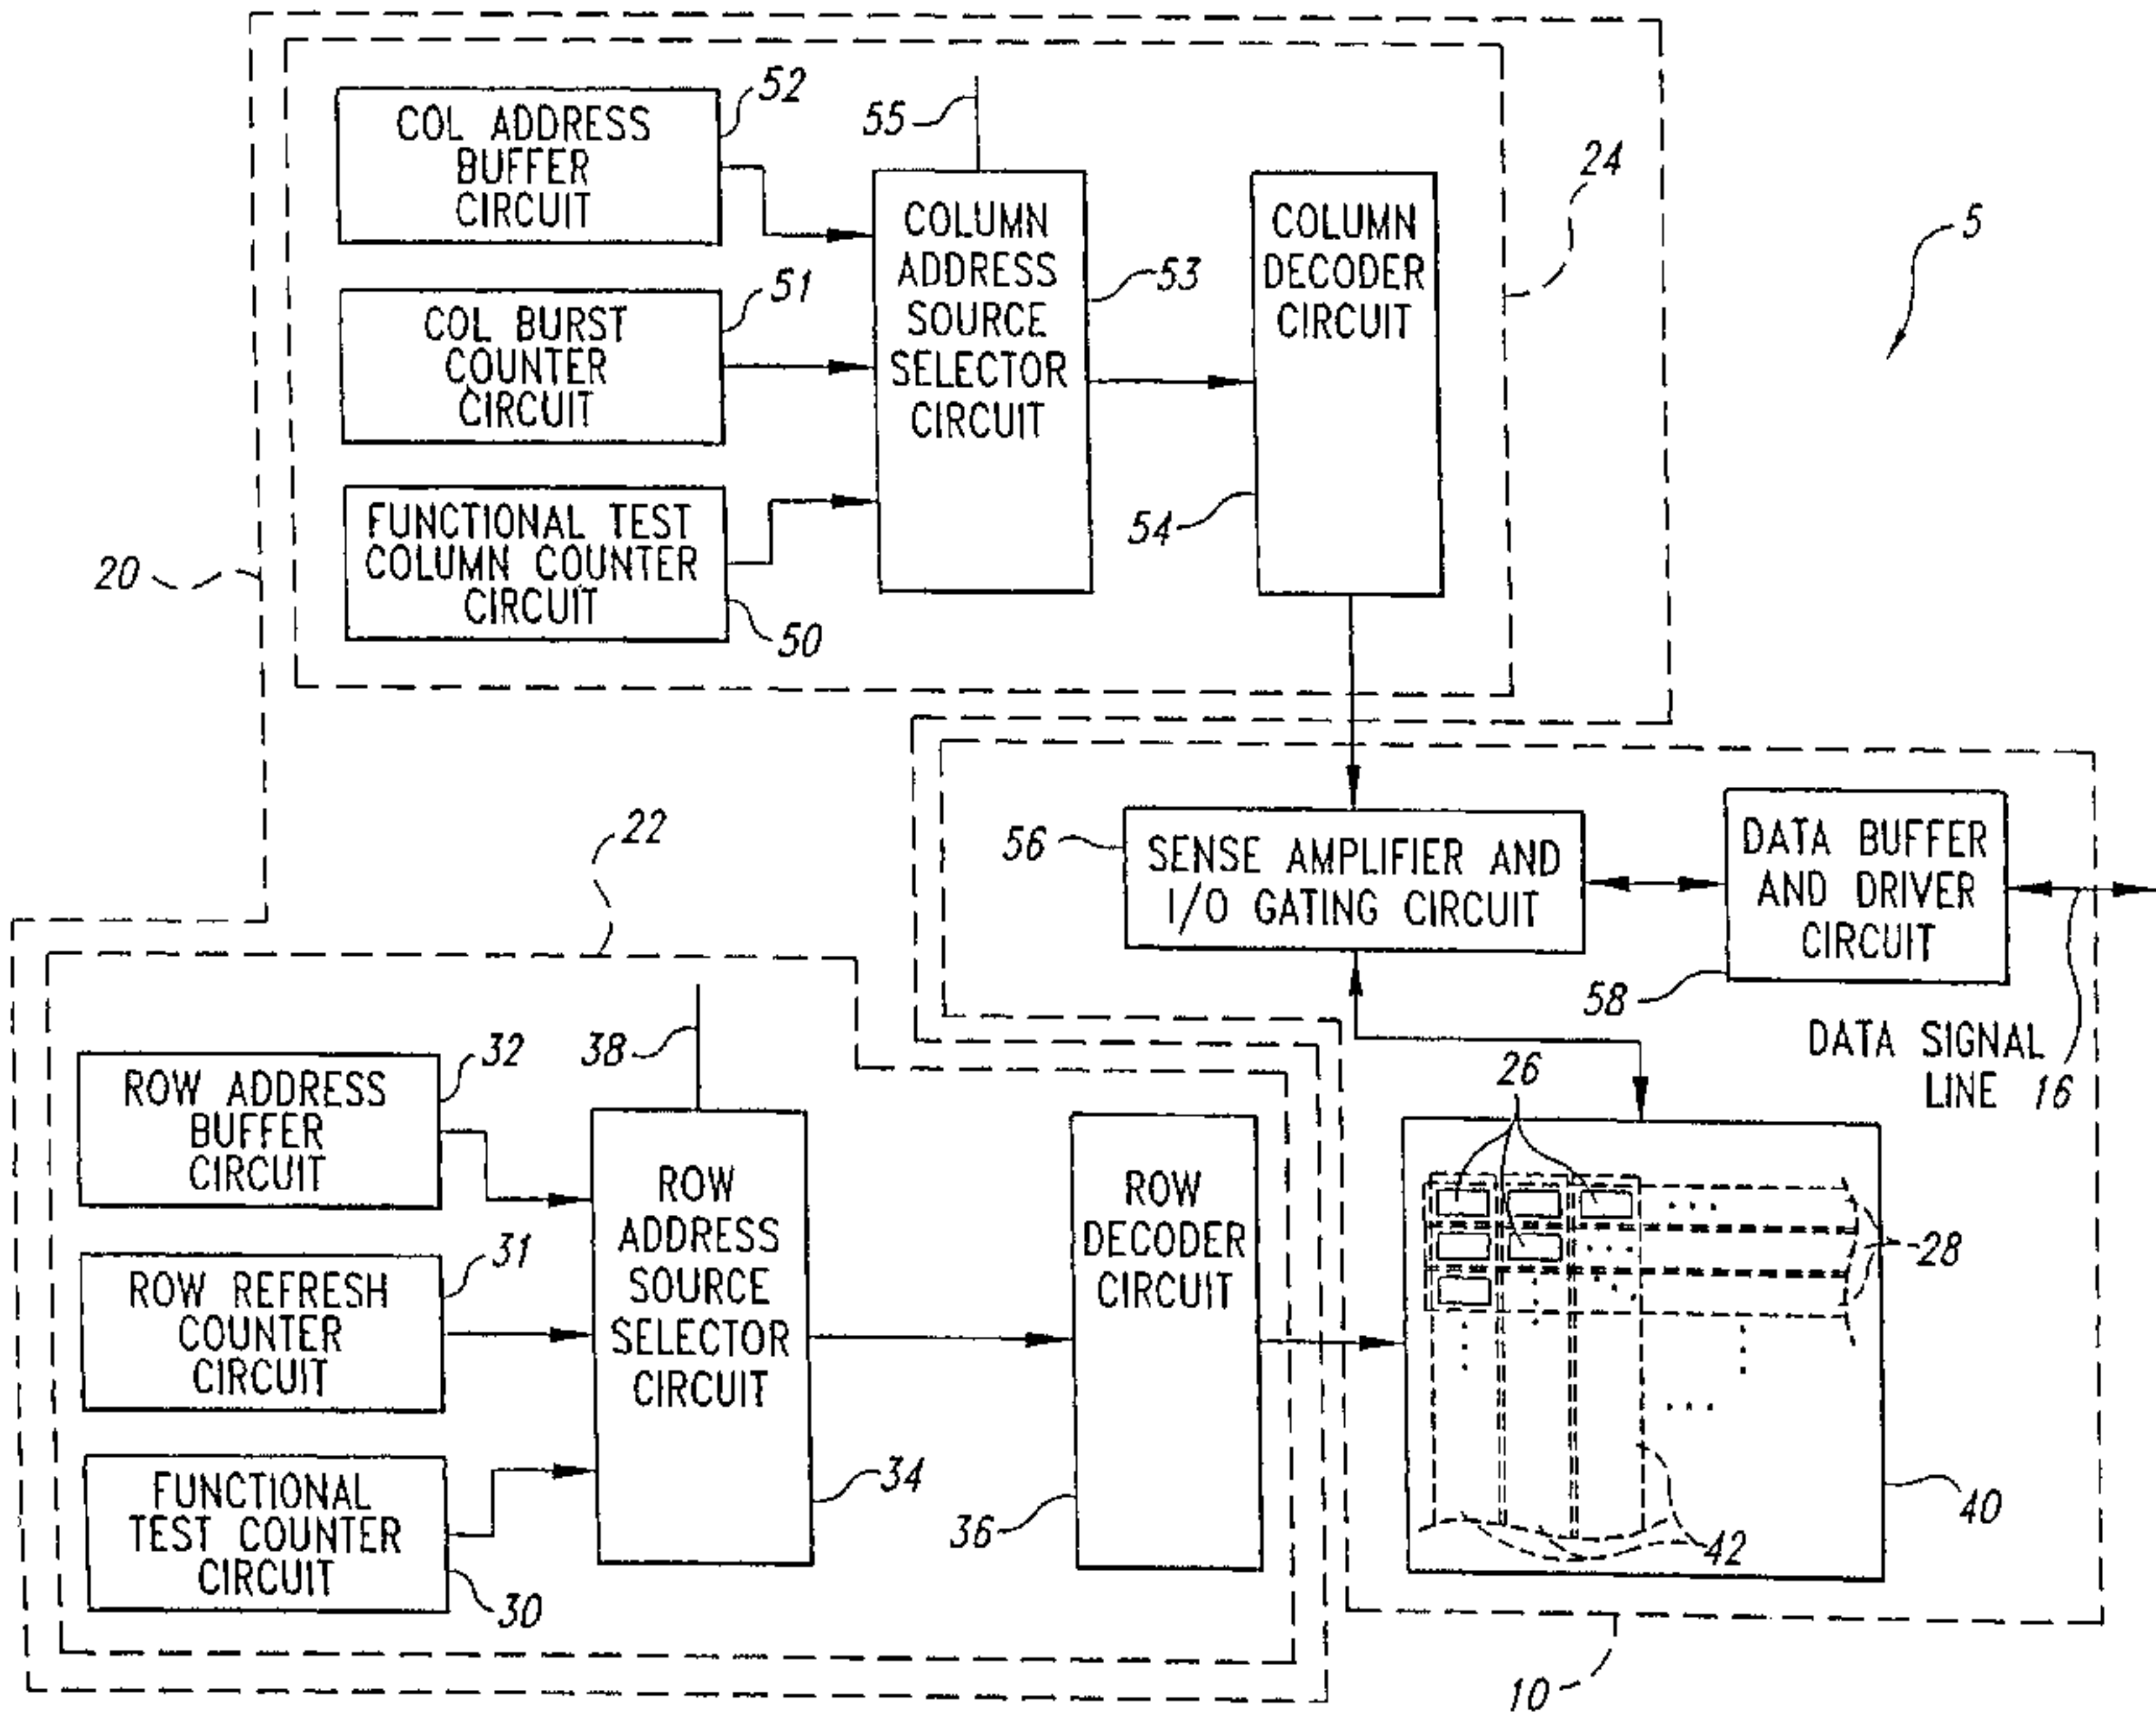 52
COL ADDRESS
BUFFER
CIRCUIT
55
24
COLUMN
ADDRESS
SOURCE
SELECTOR
CIRCUIT
COLUMN
DECODER
CIRCUIT
5
51
53
COL BURST
COUNTER
CIRCUIT
FUNCTIONAL TEST
COLUMN COUNTER
CIRCUIT
54
20
50
22
56
SENSE AMPLIFIER AND
I/O GATING CIRCUIT
DATA BUFFER
AND DRIVER
CIRCUIT
58
DATA SIGNAL
LINE 16
32
38
26
ROW ADDRESS
BUFFER
CIRCUIT
ROW
ADDRESS
SOURCE
SELECTOR
CIRCUIT
ROW
DECODER
CIRCUIT
28
31
ROW REFRESH
COUNTER
CIRCUIT
34
36
40
42
FUNCTIONAL
TEST COUNTER
CIRCUIT
30
10